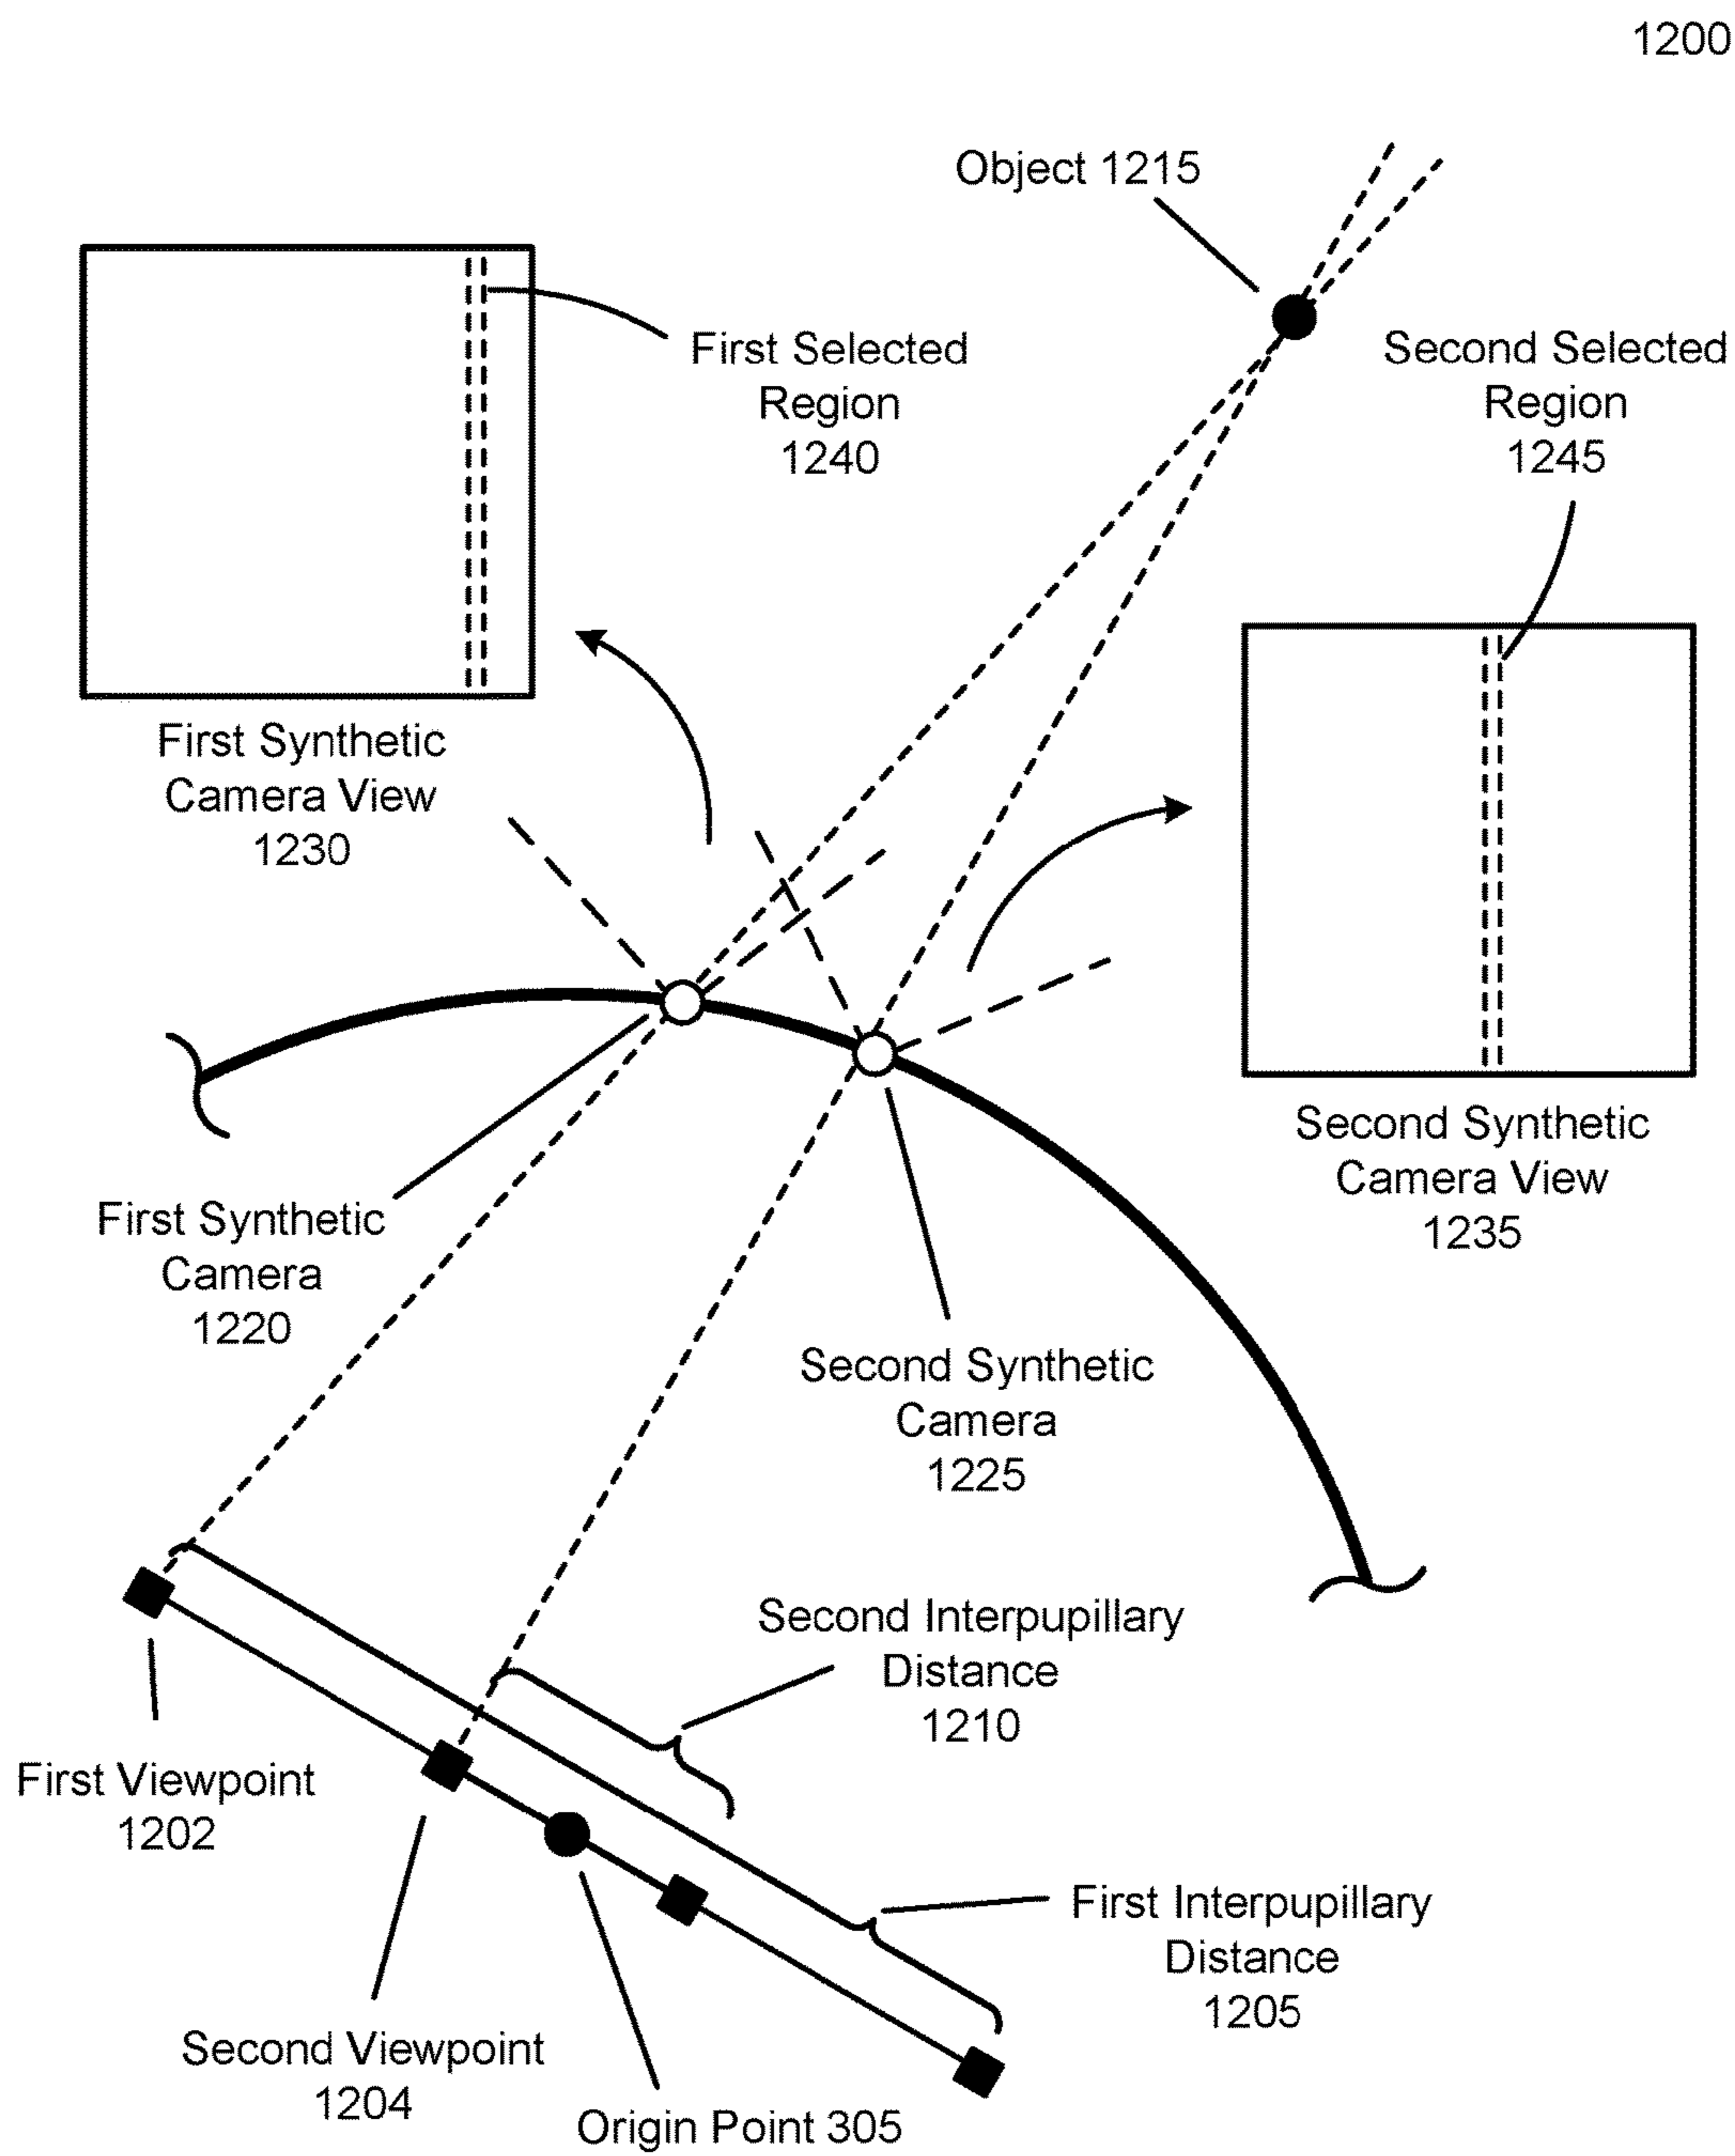 1200
Object 1215
First Selected
Region
1240
Second Selected
Region
1245
First Synthetic
Camera View
1230
Second Synthetic
Camera View
1235
First Synthetic
Camera
1220
Second Synthetic
Camera
1225
Second Interpupillary
Distance
1210
First Viewpoint
1202
First Interpupillary
Distance
1205
Second Viewpoint
1204
Origin Point 305